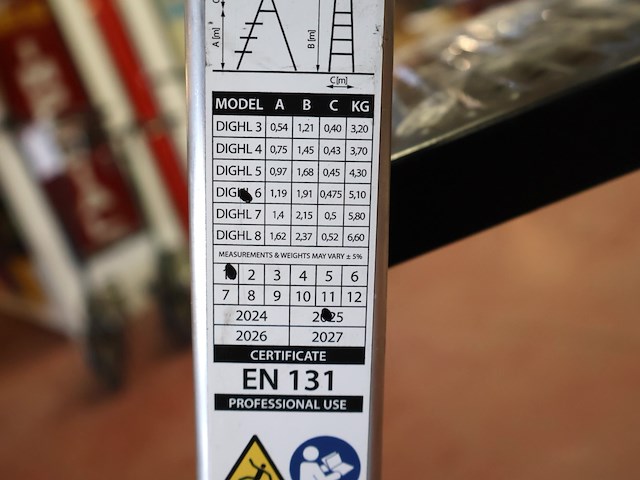 A [m]
B [m]
C [m]
MODEL A B C KG
DIGHL 3 0,54 1,21 0,40 3,20
DIGHL 4 0,75 1,45 0,43 3,70
DIGHL 5 0,97 1,68 0,45 4,30
DIGHL 6 1,19 1,91 0,475 5,10
DIGHL 7 1,4 2,15 0,5 5,80
DIGHL 8 1,62 2,37 0,52 6,60
MEASUREMENTS & WEIGHTS MAY VARY ± 5%
2 3 4 5 6
7 8 9 10 11 12
2024 2025
2026 2027
CERTIFICATE
EN 131
PROFESSIONAL USE